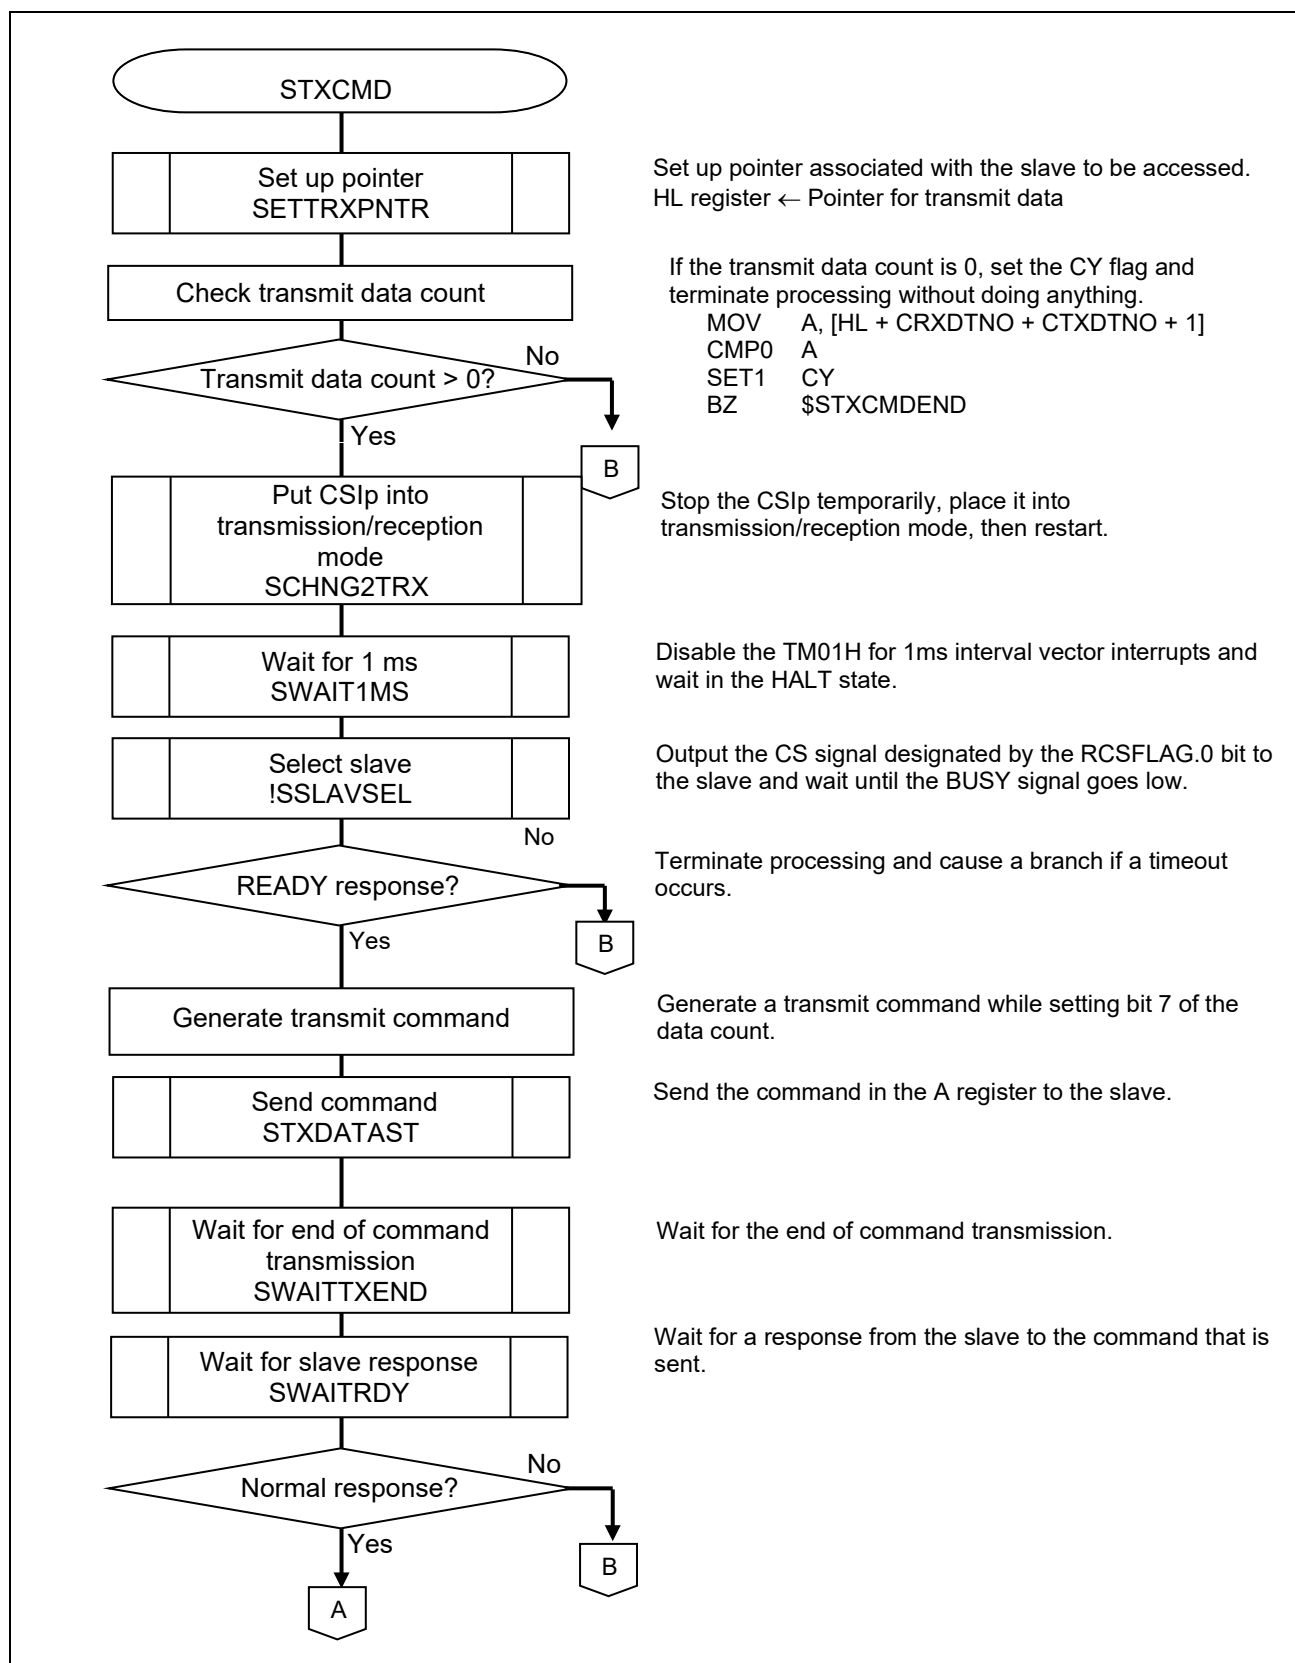 STXCMD
Set up pointer
SETTRXPNTR
Set up pointer associated with the slave to be accessed.
HL register ← Pointer for transmit data
Check transmit data count
If the transmit data count is 0, set the CY flag and
terminate processing without doing anything.
MOV A, [HL + CRXDTNO + CTXDTNO + 1]
CMP0 A
SET1 CY
BZ $STXCMDEND
Transmit data count > 0?
No
Yes
B
Put CSIp into
transmission/reception
mode
SCHNG2TRX
Stop the CSIp temporarily, place it into
transmission/reception mode, then restart.
Wait for 1 ms
SWAIT1MS
Disable the TM01H for 1ms interval vector interrupts and
wait in the HALT state.
Select slave
!SSLAVSEL
Output the CS signal designated by the RCSFLAG.0 bit to
the slave and wait until the BUSY signal goes low.
No
READY response?
Terminate processing and cause a branch if a timeout
occurs.
Yes
B
Generate transmit command
Generate a transmit command while setting bit 7 of the
data count.
Send command
STXDATAST
Send the command in the A register to the slave.
Wait for end of command
transmission
SWAITTXEND
Wait for the end of command transmission.
Wait for slave response
SWAITRDY
Wait for a response from the slave to the command that is
sent.
Normal response?
No
Yes
B
A